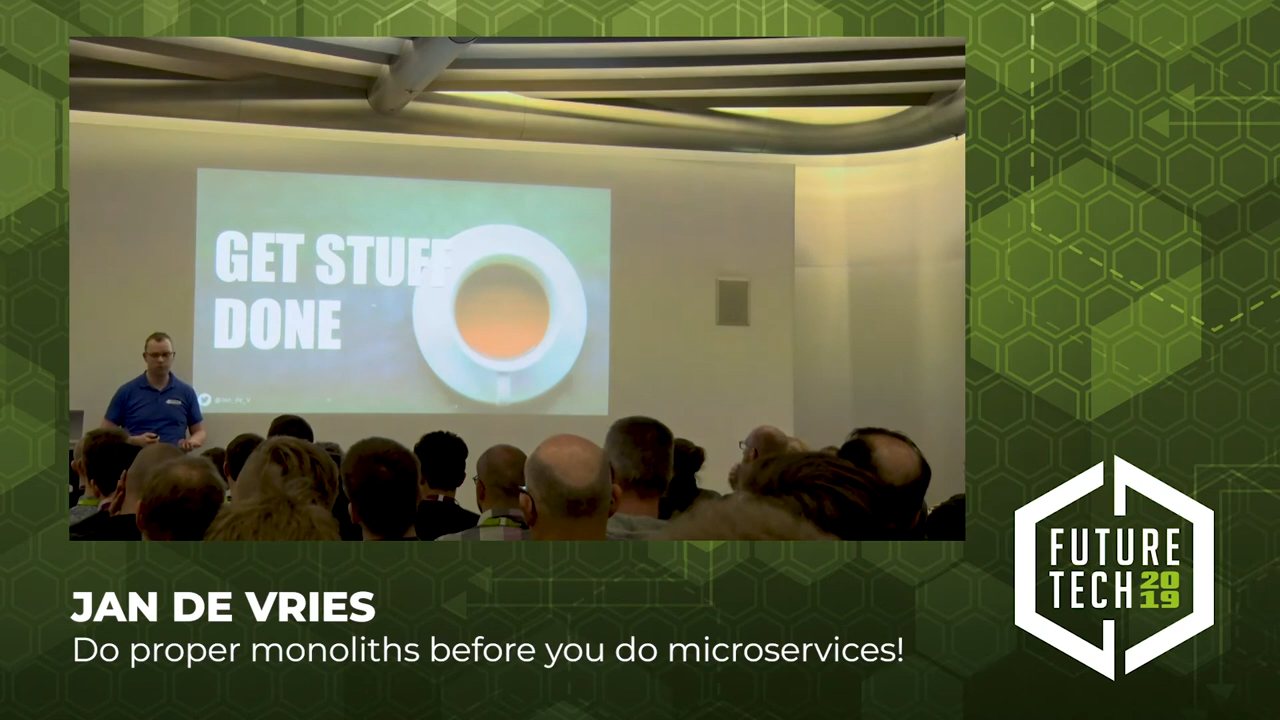 GET STUFF
DONE
JAN DE VRIES
Do proper monoliths before you do microservices!
FUTURE
TECH 20
19